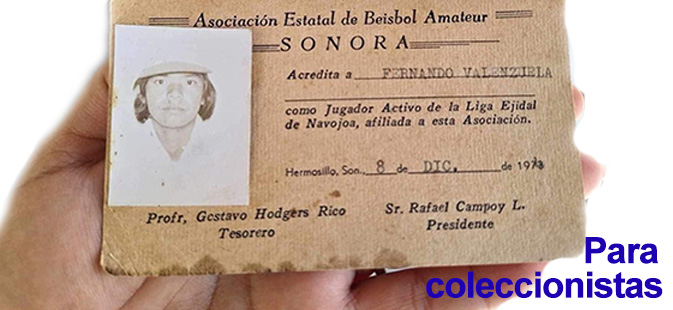 Asociación Estatal de Beisbol Amateur
SONORA
Acredita a FERNANDO VALENZUELA
como Jugador Activo de la Liga Ejidal
de Navojoa, afiliada a esta Asociación.
Hermosillo, Son., 8 de DIC. de 1973
Profr, Gustavo Hodgers Rico
Tesorero
Sr. Rafael Campoy L.
Presidente
Para
coleccionistas